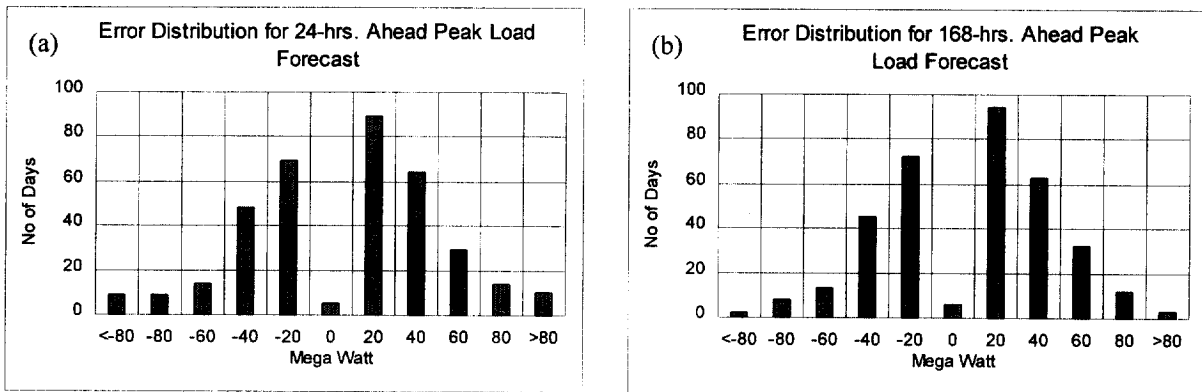 (a)
Error Distribution for 24-hrs. Ahead Peak Load
Forecast
100
80
60
40
20
0
No of Days
<-80 -80 -60 -40 -20 0 20 40 60 80 >80
Mega Watt
(b)
Error Distribution for 168-hrs. Ahead Peak
Load Forecast
100
80
60
40
20
0
No of Days
<-80 -80 -60 -40 -20 0 20 40 60 80 >80
Mega Watt